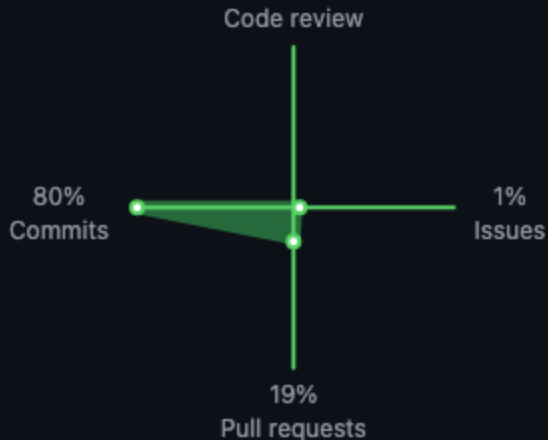 Code review
80%
Commits
1%
Issues
19%
Pull requests